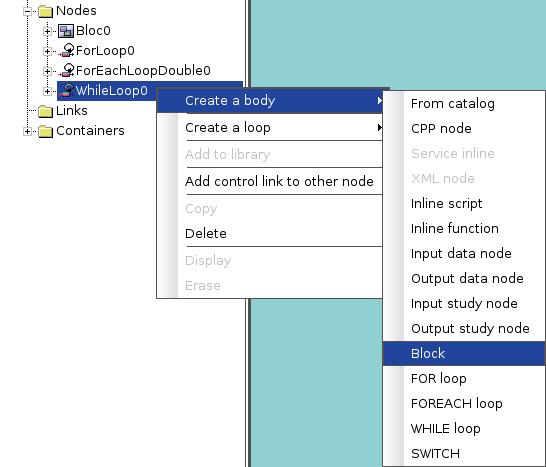 Nodes
Bloc0
ForLoop0
ForEachLoopDouble0
WhileLoop0
Links
Containers
Create a body
Create a loop
Add to library
Add control link to other node
Copy
Delete
Display
Erase
From catalog
CPP node
Service inline
XML node
Inline script
Inline function
Input data node
Output data node
Input study node
Output study node
Block
FOR loop
FOREACH loop
WHILE loop
SWITCH